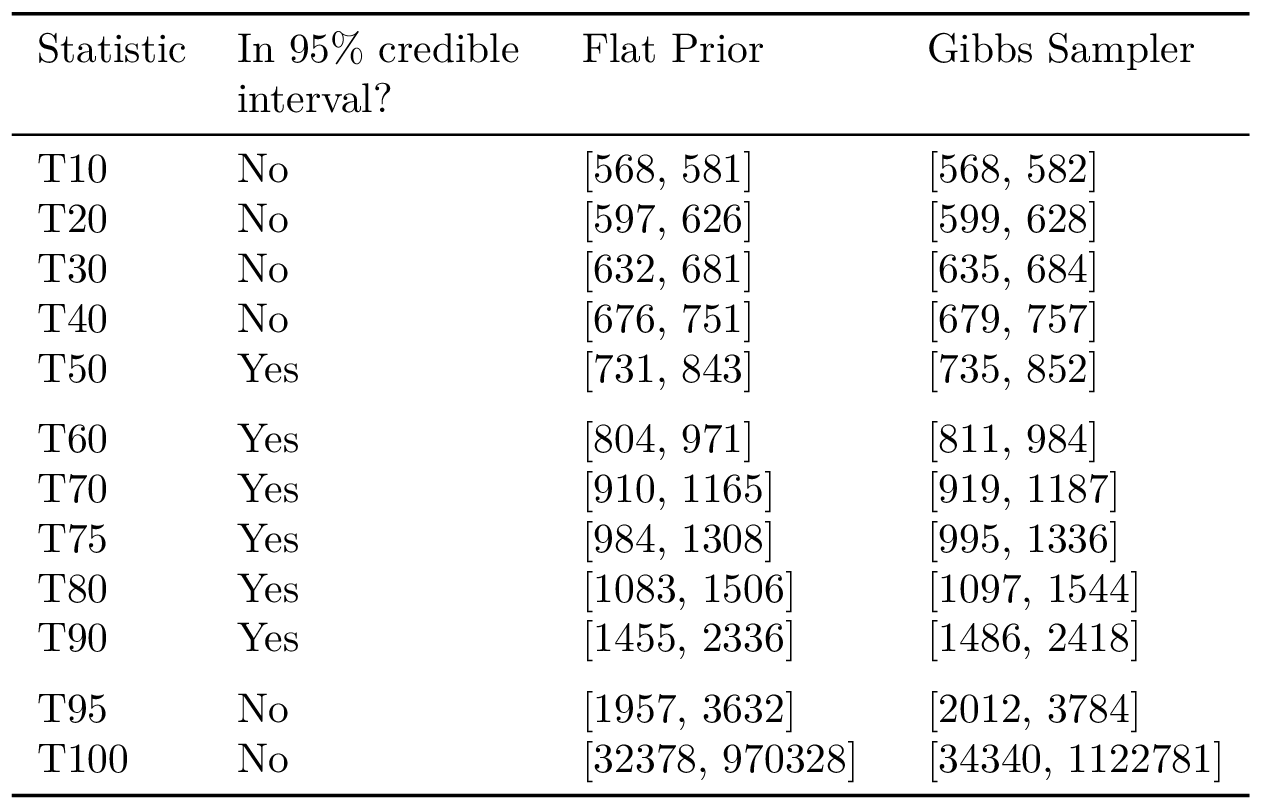 Statistic In 95% credible interval? Flat Prior Gibbs Sampler
T10 No [568, 581] [568, 582]
T20 No [597, 626] [599, 628]
T30 No [632, 681] [635, 684]
T40 No [676, 751] [679, 757]
T50 Yes [731, 843] [735, 852]
T60 Yes [804, 971] [811, 984]
T70 Yes [910, 1165] [919, 1187]
T75 Yes [984, 1308] [995, 1336]
T80 Yes [1083, 1506] [1097, 1544]
T90 Yes [1455, 2336] [1486, 2418]
T95 No [1957, 3632] [2012, 3784]
T100 No [32378, 970328] [34340, 1122781]